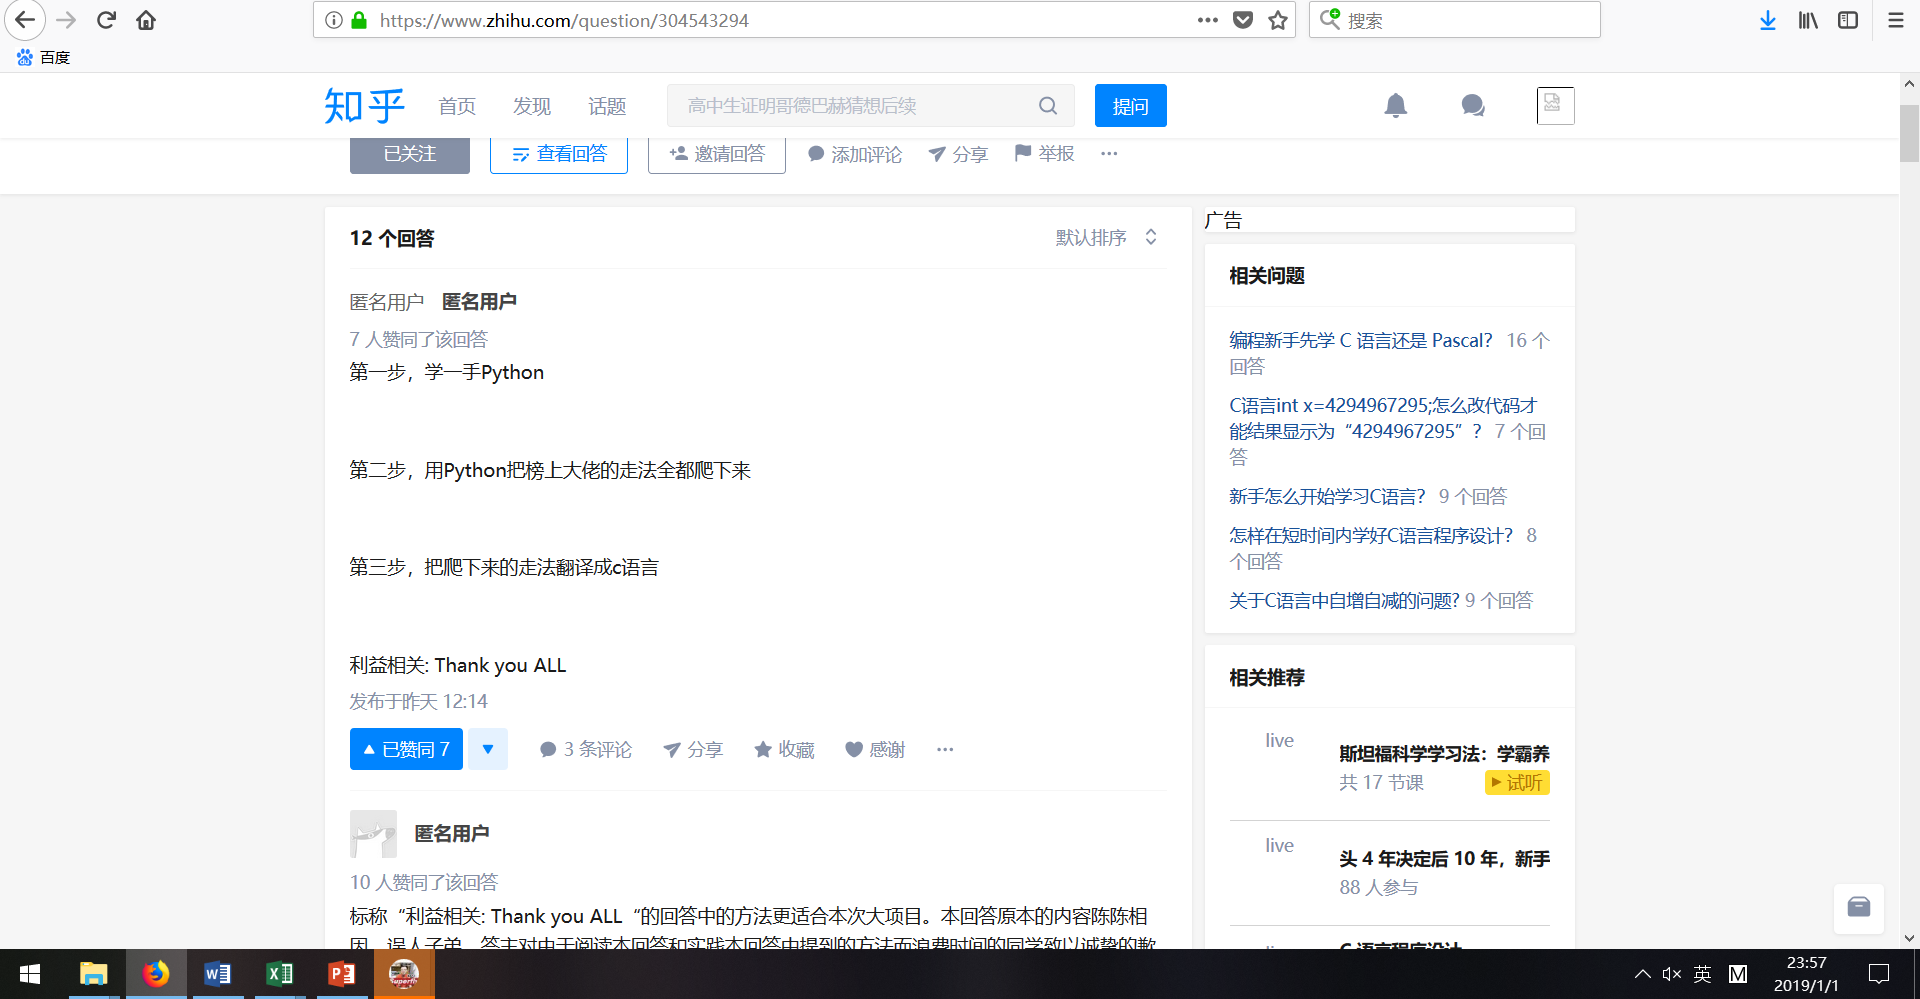 https://www.zhihu.com/question/304543294
搜索
百度
知乎
首页
发现
话题
高中生证明哥德巴赫猜想后续
提问
已关注
查看回答
邀请回答
添加评论
分享
举报
12 个回答
默认排序
匿名用户 匿名用户
7 人赞同了该回答
第一步，学一手Python
第二步，用Python把榜上大佬的走法全都爬下来
第三步，把爬下来的走法翻译成c语言
利益相关: Thank you ALL
发布于昨天 12:14
已赞同 7
3 条评论
分享
收藏
感谢
匿名用户
10 人赞同了该回答
标称“利益相关: Thank you ALL“的回答中的方法更适合本次大项目。本回答原本的内容陈陈相
因，误人子弟，答主对由于阅读本回答和实践本回答中提到的方法而浪费时间的同学致以诚挚的歉
广告
相关问题
编程新手先学 C 语言还是 Pascal？ 16 个
回答
C语言int x=4294967295;怎么改代码才
能结果显示为“4294967295”？ 7 个回
答
新手怎么开始学习C语言？ 9 个回答
怎样在短时间内学好C语言程序设计？ 8
个回答
关于C语言中自增自减的问题? 9 个回答
相关推荐
live
斯坦福科学学习法：学霸养
共 17 节课
试听
live
头 4 年决定后 10 年，新手
88 人参与
live
C 语言程序设计
英
M
23:57
2019/1/1